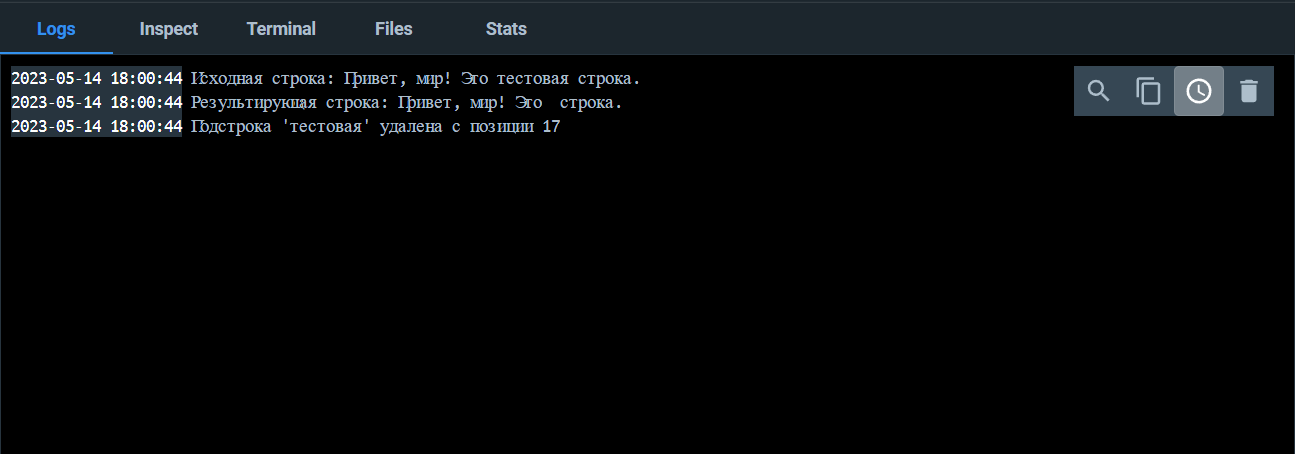 Logs Inspect Terminal Files Stats
2023-05-14 18:00:44 Исходная строка: Привет, мир! Это тестовая строка.
2023-05-14 18:00:44 Результирующая строка: Привет, мир! Это  строка.
2023-05-14 18:00:44 Подстрока 'тестовая' удалена с позиции 17